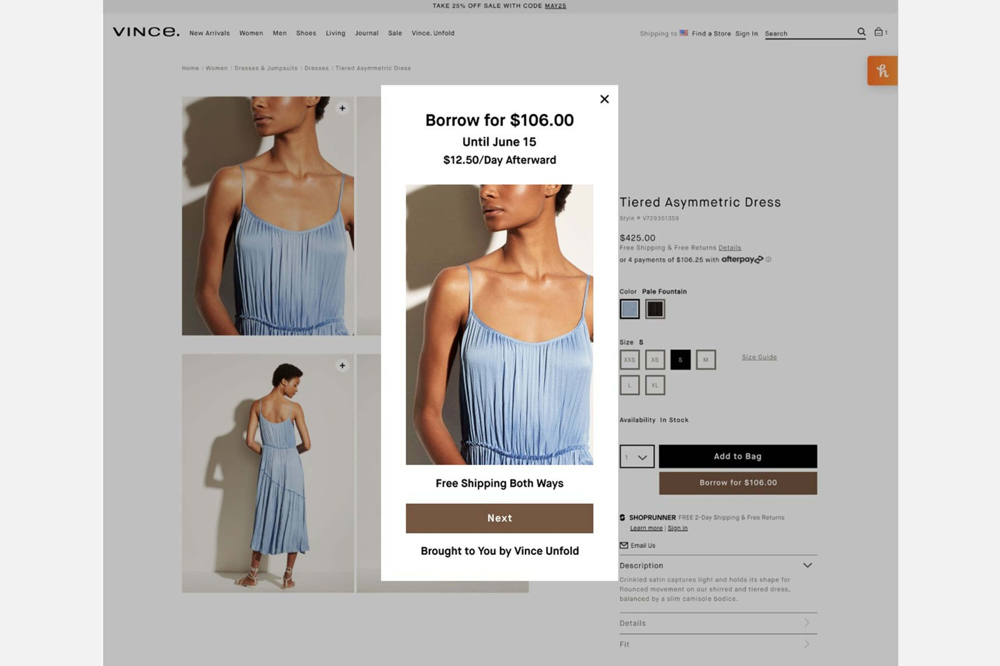 TAKE 25% OFF SALE WITH CODE MAY25
VINCE. New Arrivals Women Men Shoes Living Journal Sale Vince. Unfold Shipping to Find a Store Sign In Search 1
Home : Women : Dresses & Jumpsuits : Dresses : Tiered Asymmetric Dress
h
Borrow for $106.00
Until June 15
$12.50/Day Afterward
Free Shipping Both Ways
Next
Brought to You by Vince Unfold
Tiered Asymmetric Dress
Style # V729351359
$425.00
Free Shipping & Free Returns Details
or 4 payments of $106.25 with afterpay
Color Pale Fountain
Size S
XXS XS S M
Size Guide
L XL
Availability In Stock
1 Add to Bag
Borrow for $106.00
SHOPRUNNER FREE 2-Day Shipping & Free Returns
Learn more | Sign in
Email Us
Description
Crinkled satin captures light and holds its shape for
flounced movement on our shirred and tiered dress,
balanced by a slim camisole bodice.
Details
Fit